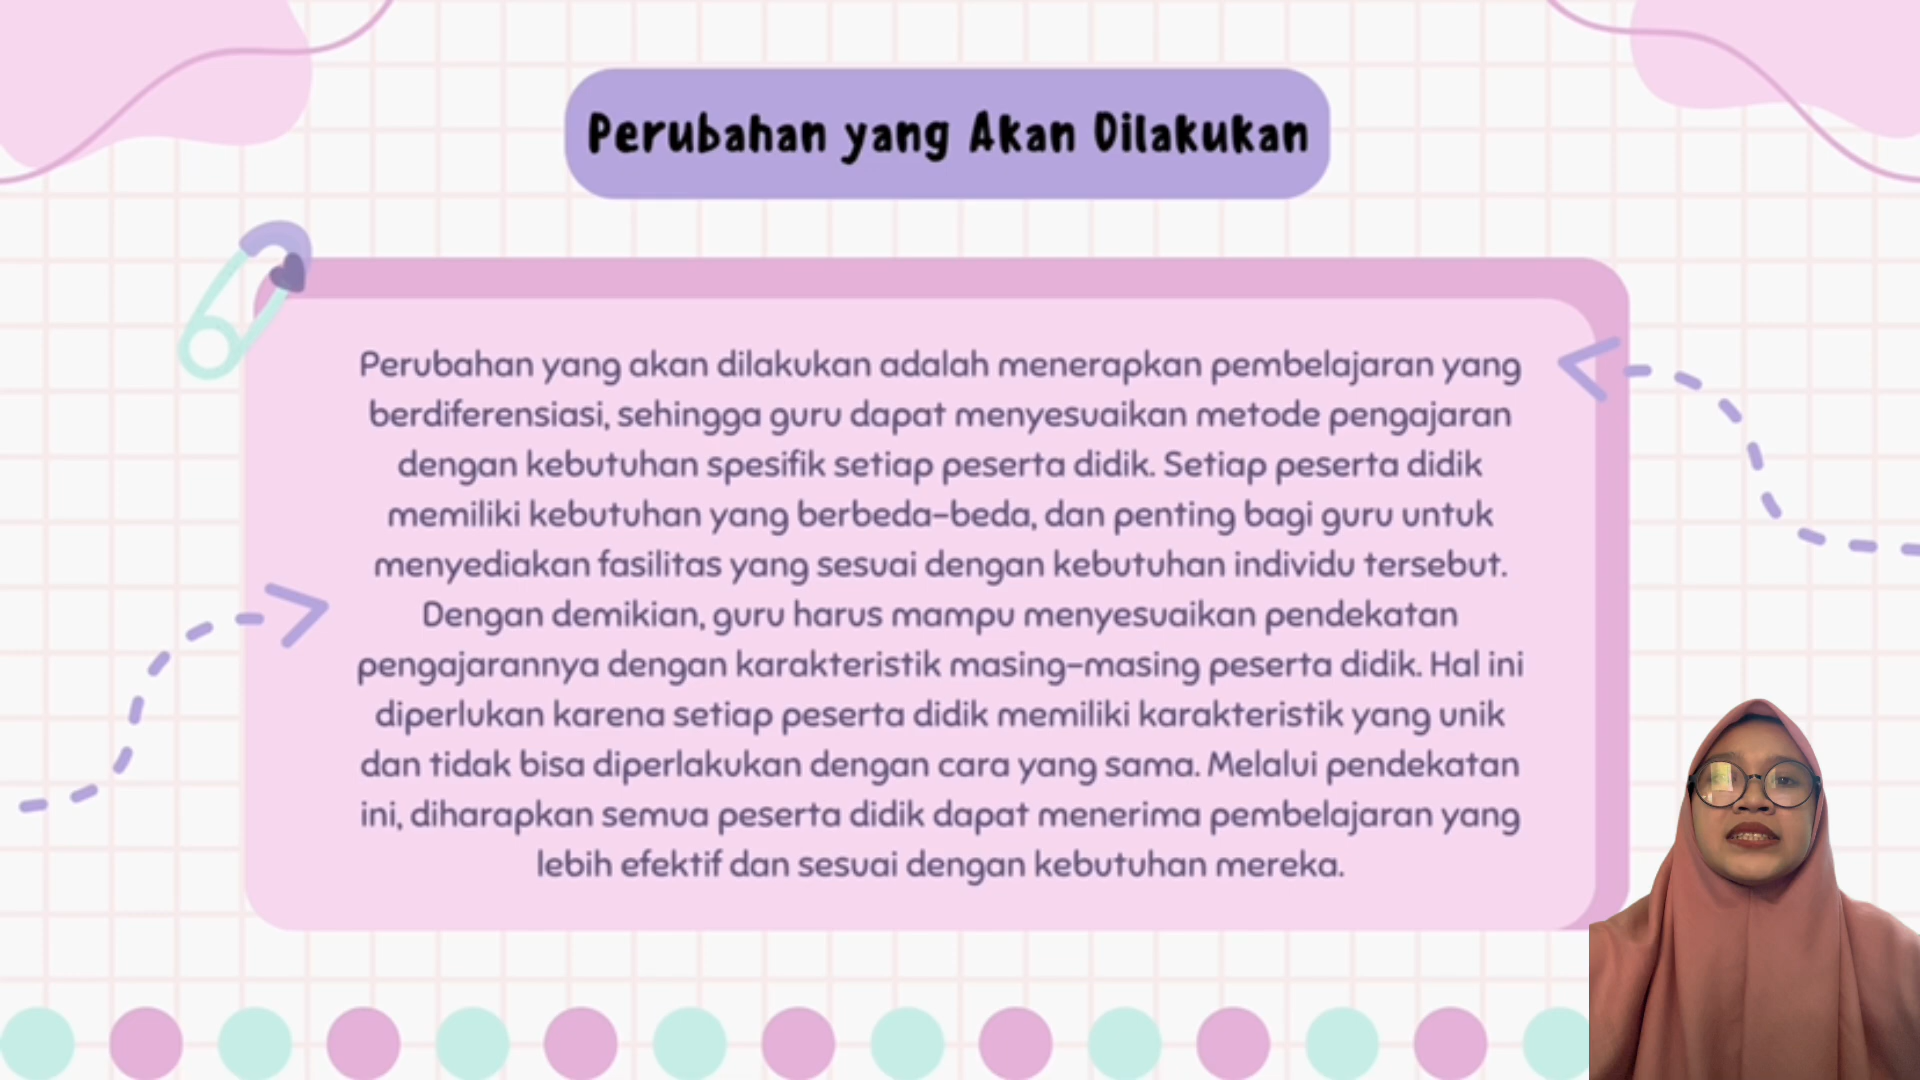 Perubahan yang Akan Dilakukan
Perubahan yang akan dilakukan adalah menerapkan pembelajaran yang
berdiferensiasi, sehingga guru dapat menyesuaikan metode pengajaran
dengan kebutuhan spesifik setiap peserta didik. Setiap peserta didik
memiliki kebutuhan yang berbeda-beda, dan penting bagi guru untuk
menyediakan fasilitas yang sesuai dengan kebutuhan individu tersebut.
Dengan demikian, guru harus mampu menyesuaikan pendekatan
pengajarannya dengan karakteristik masing-masing peserta didik. Hal ini
diperlukan karena setiap peserta didik memiliki karakteristik yang unik
dan tidak bisa diperlakukan dengan cara yang sama. Melalui pendekatan
ini, diharapkan semua peserta didik dapat menerima pembelajaran yang
lebih efektif dan sesuai dengan kebutuhan mereka.